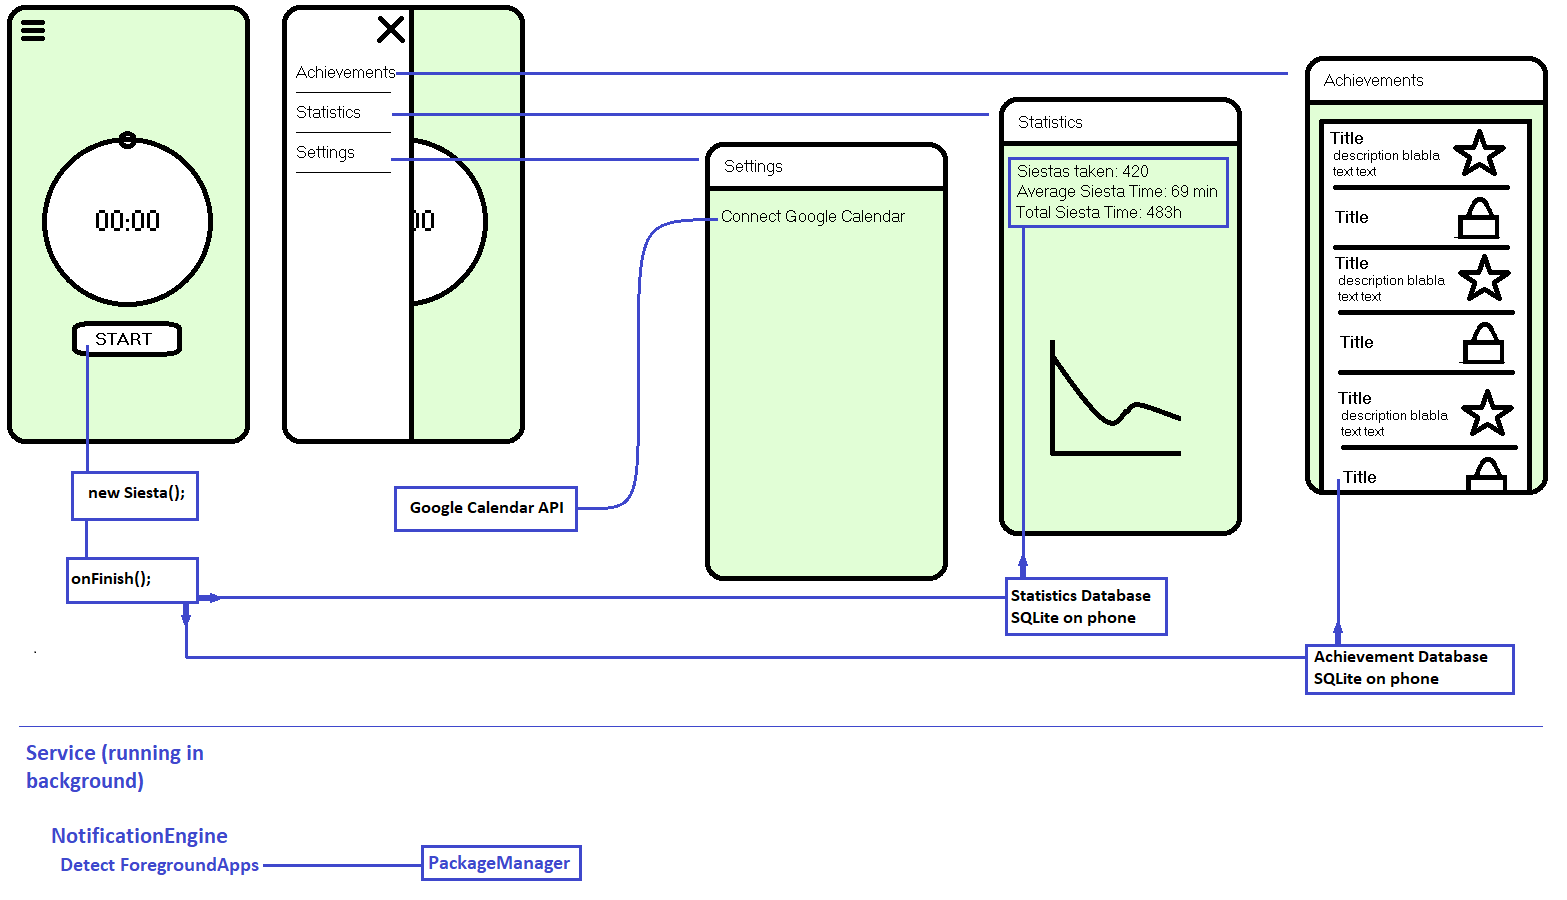 00:00
START
Achievements
Statistics
Settings
00
Settings
Connect Google Calendar
Statistics
Siestas taken: 420
Average Siesta Time: 69 min
Total Siesta Time: 483h
Achievements
Title
description blabla
text text
Title
Title
description blabla
text text
Title
Title
description blabla
text text
Title
new Siesta();
onFinish();
Google Calendar API
Statistics Database
SQLite on phone
Achievement Database
SQLite on phone
Service (running in
background)
NotificationEngine
Detect ForegroundApps
PackageManager